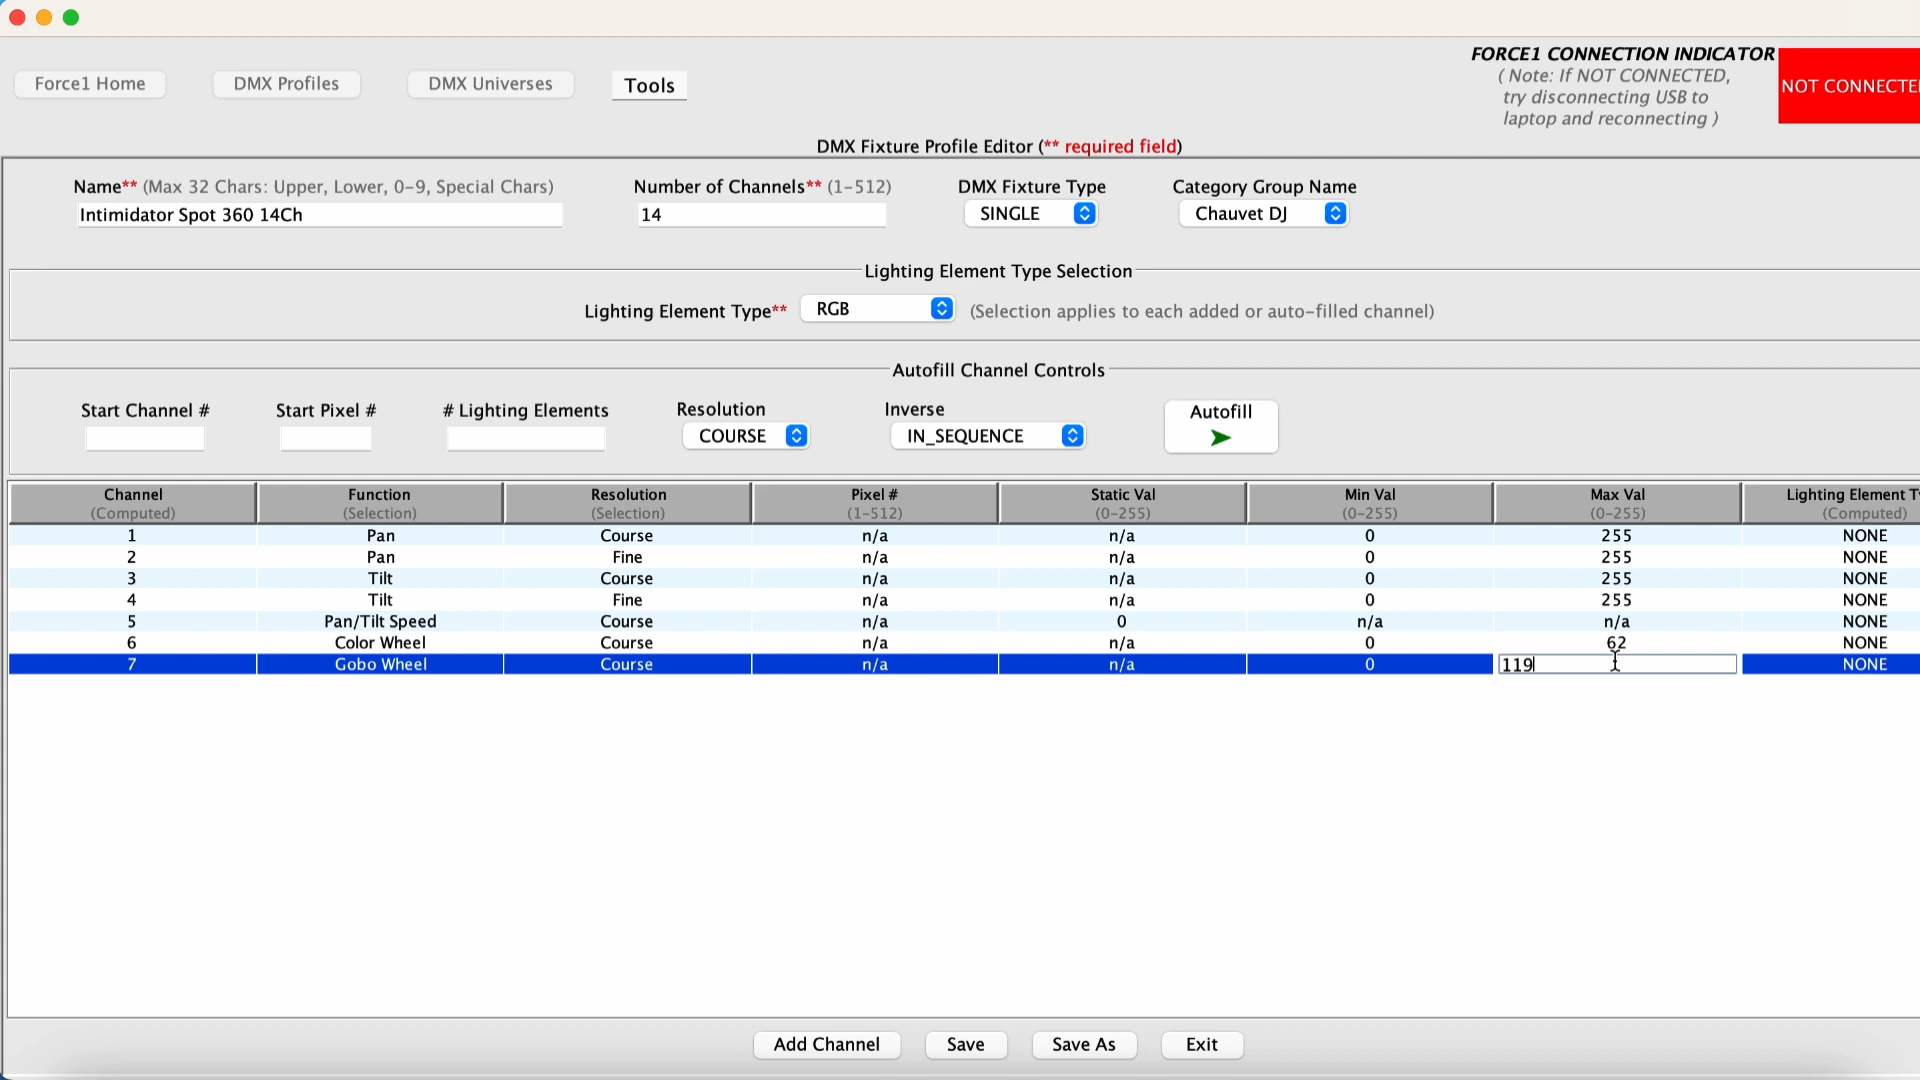 FORCE1 CONNECTION INDICATOR
( Note: If NOT CONNECTED,
try disconnecting USB to
laptop and reconnecting )
NOT CONNECTE
Force1 Home
DMX Profiles
DMX Universes
Tools
DMX Fixture Profile Editor (** required field)
Name** (Max 32 Chars: Upper, Lower, 0-9, Special Chars)
Number of Channels** (1-512)
DMX Fixture Type
Category Group Name
Intimidator Spot 360 14Ch
14
SINGLE
Chauvet DJ
Lighting Element Type Selection
Lighting Element Type**
RGB
(Selection applies to each added or auto-filled channel)
Autofill Channel Controls
Start Channel #
Start Pixel #
# Lighting Elements
Resolution
Inverse
Autofill
COURSE
IN_SEQUENCE
Channel Function Resolution Pixel # Static Val Min Val Max Val Lighting Element T
(Computed) (Selection) (Selection) (1-512) (0-255) (0-255) (0-255) (Computed)
1 Pan Course n/a n/a 0 255 NONE
2 Pan Fine n/a n/a 0 255 NONE
3 Tilt Course n/a n/a 0 255 NONE
4 Tilt Fine n/a n/a 0 255 NONE
5 Pan/Tilt Speed Course n/a 0 n/a n/a NONE
6 Color Wheel Course n/a n/a 0 62 NONE
7 Gobo Wheel Course n/a n/a 0 119 NONE
Add Channel
Save
Save As
Exit